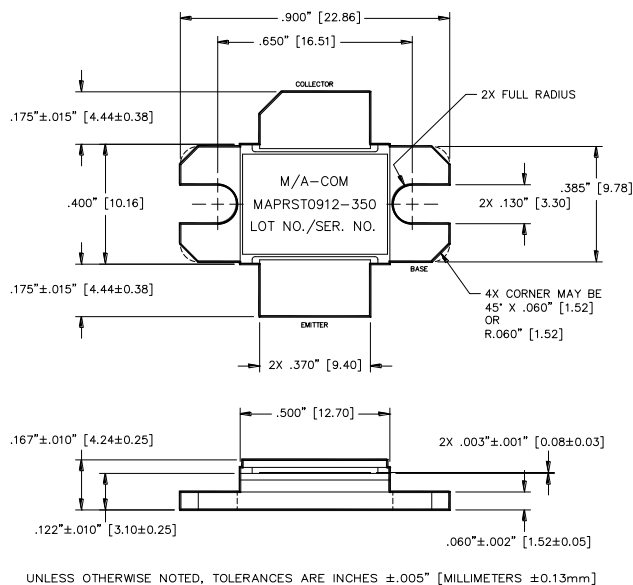 .900” [22.86]
.650” [16.51]
COLLECTOR
2X FULL RADIUS
.175”±.015” [4.44±0.38]
M/A-COM
MAPRST0912-350
LOT NO./SER. NO.
.400” [10.16]
.385” [9.78]
2X .130” [3.30]
BASE
.175”±.015” [4.44±0.38]
4X CORNER MAY BE
45° X .060” [1.52]
OR
R.060” [1.52]
EMITTER
2X .370” [9.40]
.500” [12.70]
.167”±.010” [4.24±0.25]
2X .003”±.001” [0.08±0.03]
.122”±.010” [3.10±0.25]
.060”±.002” [1.52±0.05]
UNLESS OTHERWISE NOTED, TOLERANCES ARE INCHES ±.005” [MILLIMETERS ±0.13mm]